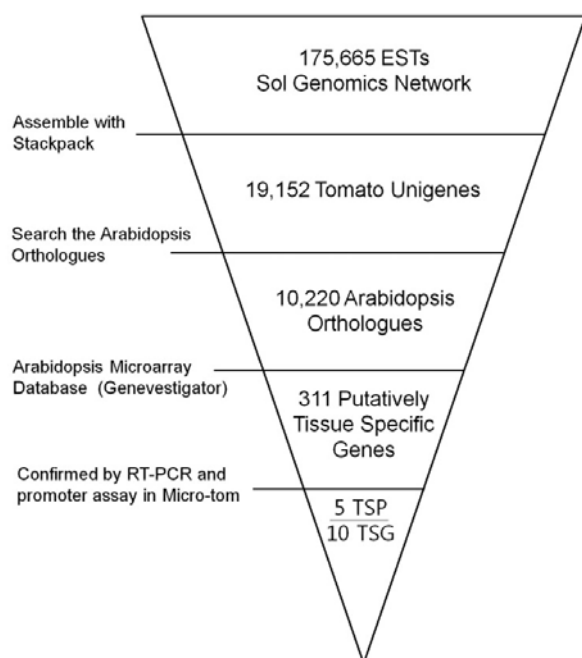 175,665 ESTs
Sol Genomics Network
Assemble with
Stackpack
19,152 Tomato Unigenes
Search the Arabidopsis
Orthologues
10,220 Arabidopsis
Orthologues
Arabidopsis Microarray
Database (Genevestigator)
311 Putatively
Tissue Specific
Genes
Confirmed by RT-PCR and
promoter assay in Micro-tom
5 TSP
10 TSG